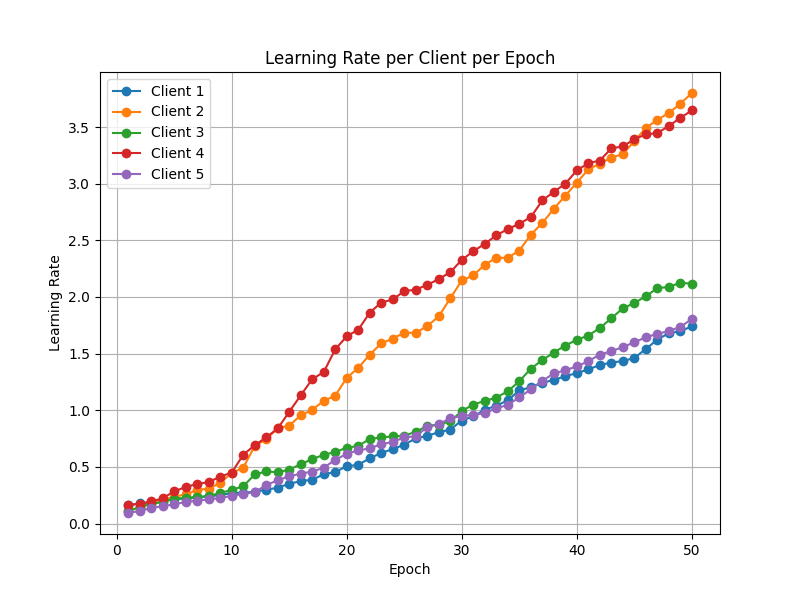 Learning Rate per Client per Epoch
Client 1
Client 2
Client 3
Client 4
Client 5
3.5
3.0
2.5
2.0
1.5
1.0
0.5
0.0
Learning Rate
0 10 20 30 40 50
Epoch